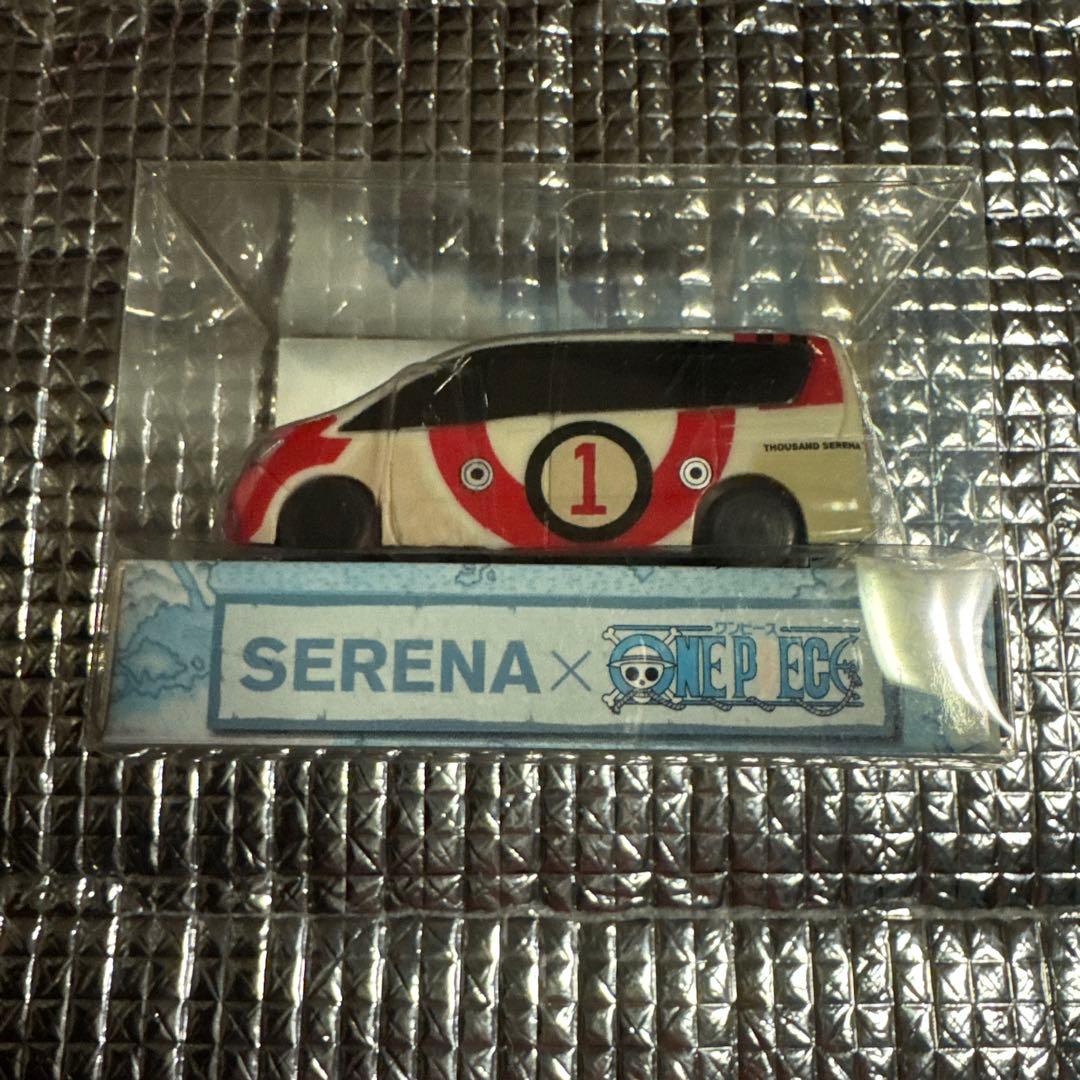 1
THOUSAND SERENA
ワンピース
SERENA × ONE PIECE